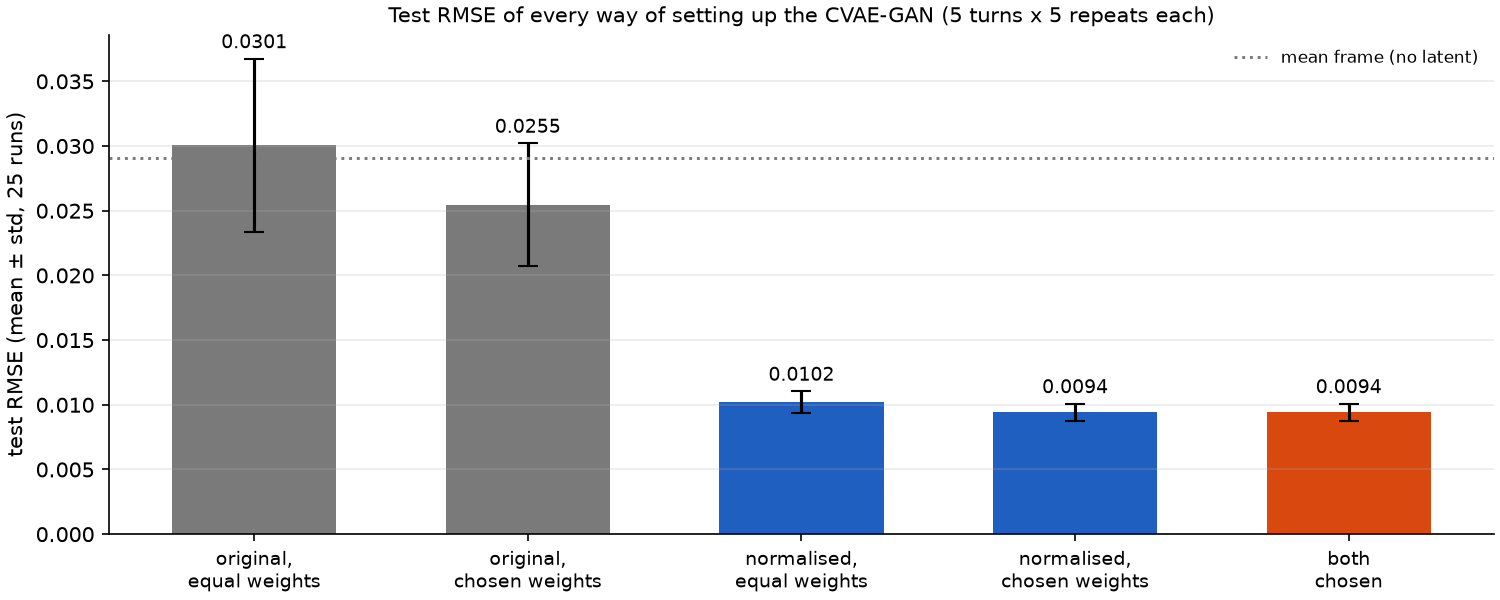 Test RMSE of every way of setting up the CVAE-GAN (5 turns x 5 repeats each)
mean frame (no latent)
test RMSE (mean ± std, 25 runs)
0.035
0.030
0.025
0.020
0.015
0.010
0.005
0.000
0.0301
0.0255
0.0102
0.0094
0.0094
original,
equal weights
original,
chosen weights
normalised,
equal weights
normalised,
chosen weights
both
chosen